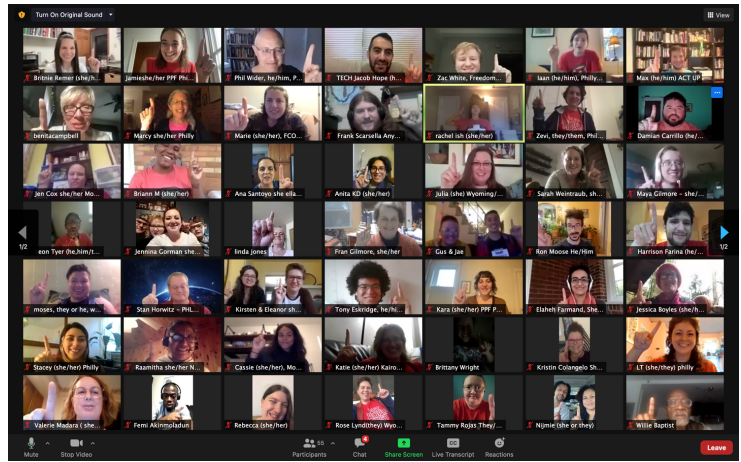 Turn On Original Sound
View
Britnie Remer (she/h...
Jamieshe/her PPF Phi...
Phil Wider, he/him, P...
TECH Jacob Hope (h...
Zac White, Freedom...
Iaan (he/him), Philly...
Max (he/him) ACT UP
benitacampbell
Marcy she/her Philly
Marie (she/her), FCO...
Frank Scarsella Any...
rachel ish (she/her)
Zevi, they/them, Phil...
Damian Carrillo (he/...
Jen Cox she/her Mo...
Briann M (she/her)
Ana Santoyo she ella...
Anita KD (she/her)
Julia (she) Wyoming/...
Sarah Weintraub, sh...
Maya Gilmore ~ she/...
1/2
eon Tyer (he,him/t...
Jennina Gorman she...
linda jones
Fran Gilmore, she/her
Gus & Jae
Ron Moose He/Him
Harrison Farina (he/...
1/2
moses, they or he, w...
Stan Horwitz ~ PHL...
Kirsten & Eleanor sh...
Tony Eskridge, he/hi...
Kara (she/her) PPF P...
Elaheh Farmand, She...
Jessica Boyles (she/h...
Stacey (she/her) Philly
Raamitha she/her N...
Cassie (she/her), Mo...
Katie (she/her) Kairo...
Brittany Wright
Kristin Colangelo Sh...
LT (she/they) philly
Valerie Madara ( she...
Femi Akinmoladun
Rebecca (she/her)
Rose Lynd(they) Wyo...
Tammy Rojas They/...
Nijmie (she or they)
Willie Baptist
Mute
Stop Video
55
Participants
4
Chat
Share Screen
CC
Live Transcript
Reactions
Leave